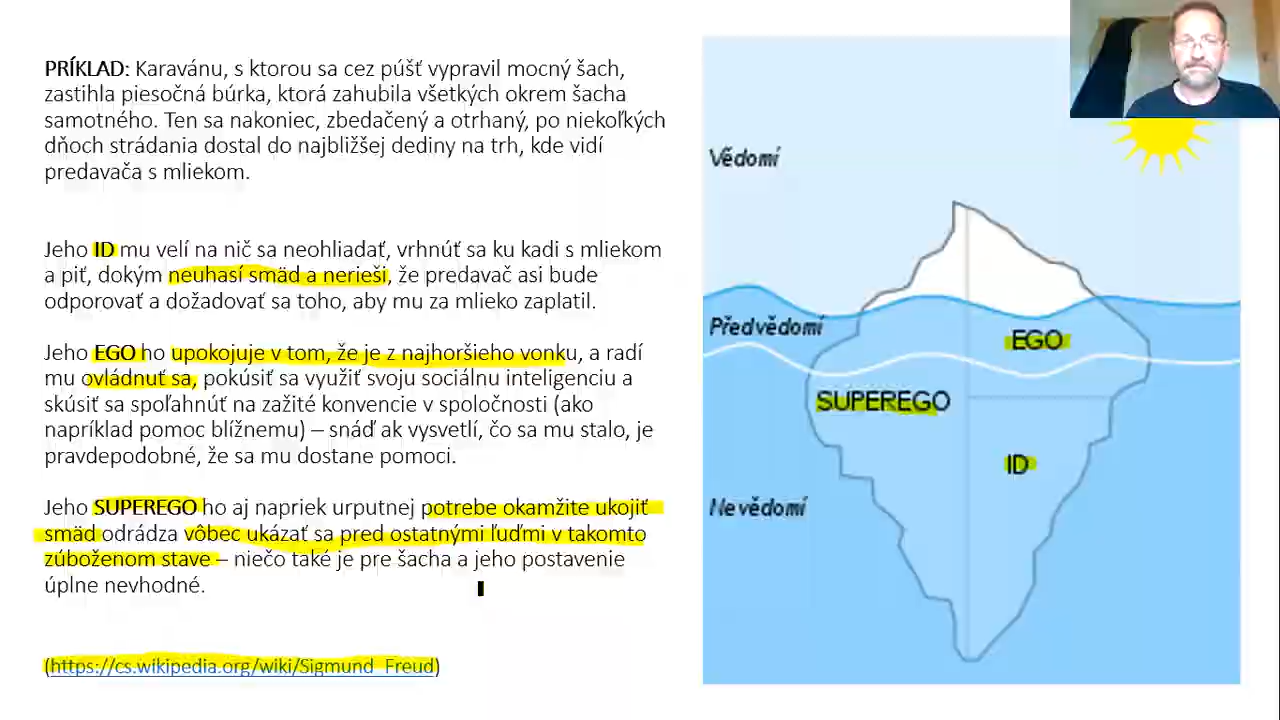 PRÍKLAD: Karavánu, s ktorou sa cez púšť vypravil mocný šach,
zastihla piesočná búrka, ktorá zahubila všetkých okrem šacha
samotného. Ten sa nakoniec, zbedačený a otrhaný, po niekoľkých
dňoch strádania dostal do najbližšej dediny na trh, kde vidí
predavača s mliekom.
Jeho ID mu velí na nič sa neohliadať, vrhnúť sa ku kadi s mliekom
a piť, dokým neuhasí smäd a nerieši, že predavač asi bude
odporovať a dožadovať sa toho, aby mu za mlieko zaplatil.
Jeho EGO ho upokojuje v tom, že je z najhoršieho vonku, a radí
mu ovládnuť sa, pokúsiť sa využiť svoju sociálnu inteligenciu a
skúsiť sa spoľahnúť na zažité konvencie v spoločnosti (ako
napríklad pomoc blížnemu) – snáď ak vysvetlí, čo sa mu stalo, je
pravdepodobné, že sa mu dostane pomoci.
Jeho SUPEREGO ho aj napriek urputnej potrebe okamžite ukojiť
smäd odrádza vôbec ukázať sa pred ostatnými ľuďmi v takomto
zúboženom stave – niečo také je pre šacha a jeho postavenie
úplne nevhodné.
(https://cs.wikipedia.org/wiki/Sigmund_Freud)
Vědomí
Předvědomí
EGO
SUPEREGO
ID
Nevědomí